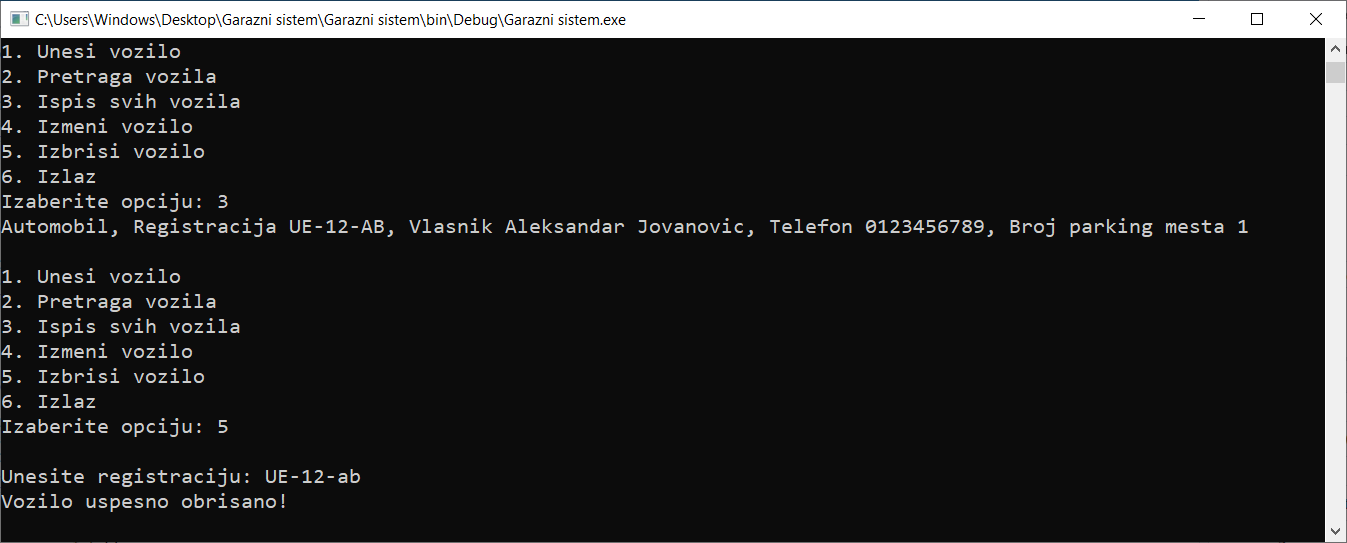 C:\Users\Windows\Desktop\Garazni sistem\Garazni sistem\bin\Debug\Garazni sistem.exe
1. Unesi vozilo
2. Pretraga vozila
3. Ispis svih vozila
4. Izmeni vozilo
5. Izbrisi vozilo
6. Izlaz
Izaberite opciju: 3
Automobil, Registracija UE-12-AB, Vlasnik Aleksandar Jovanovic, Telefon 0123456789, Broj parking mesta 1
1. Unesi vozilo
2. Pretraga vozila
3. Ispis svih vozila
4. Izmeni vozilo
5. Izbrisi vozilo
6. Izlaz
Izaberite opciju: 5
Unesite registraciju: UE-12-ab
Vozilo uspesno obrisano!